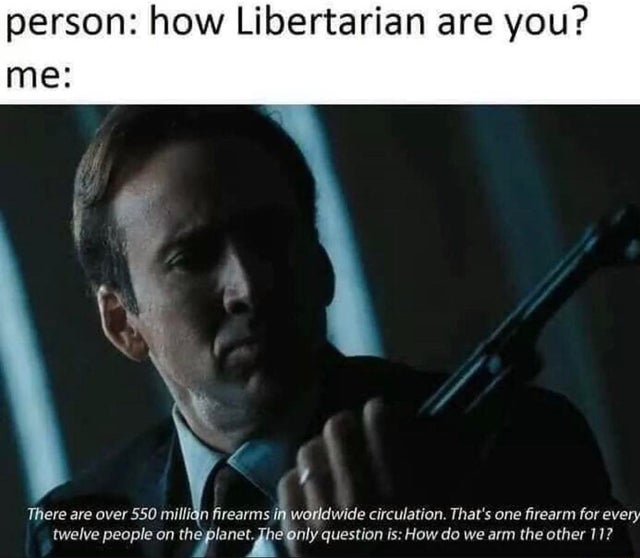 person: how Libertarian are you?
me:
There are over 550 million firearms in worldwide circulation. That's one firearm for every
twelve people on the planet. The only question is: How do we arm the other 11?